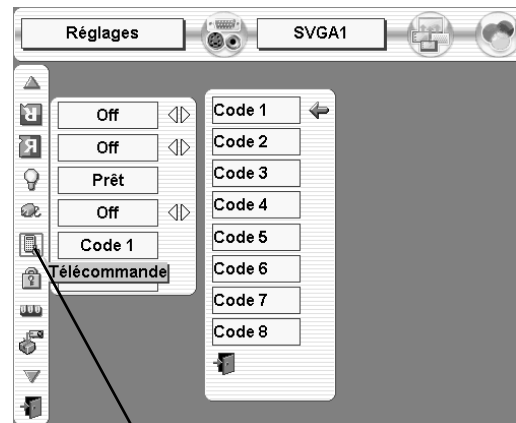 Réglages
SVGA1
Off
Off
Prêt
Off
Code 1
Télécommande
Code 1
Code 2
Code 3
Code 4
Code 5
Code 6
Code 7
Code 8